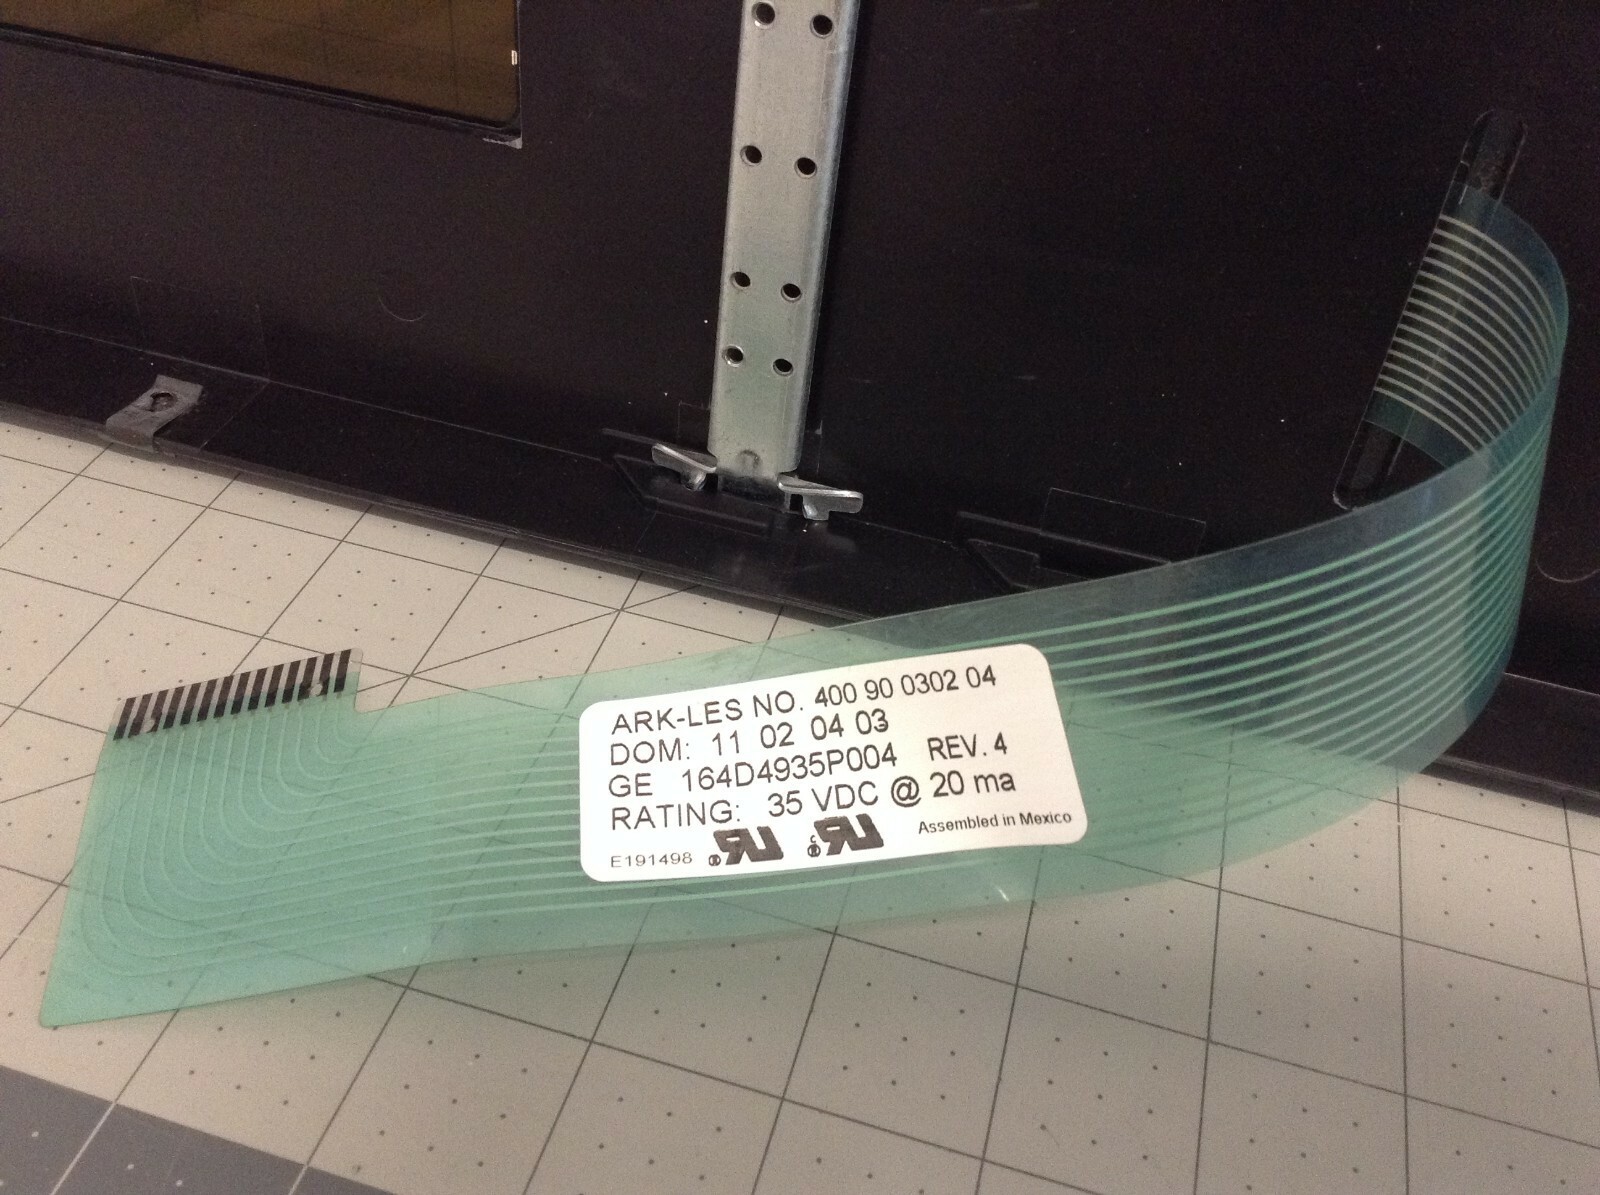 ARK-LES NO. 400 90 0302 04
DOM: 11 02 04 03
GE 164D4935P004 REV. 4
RATING: 35 VDC @ 20 ma
E191498 Assembled in Mexico